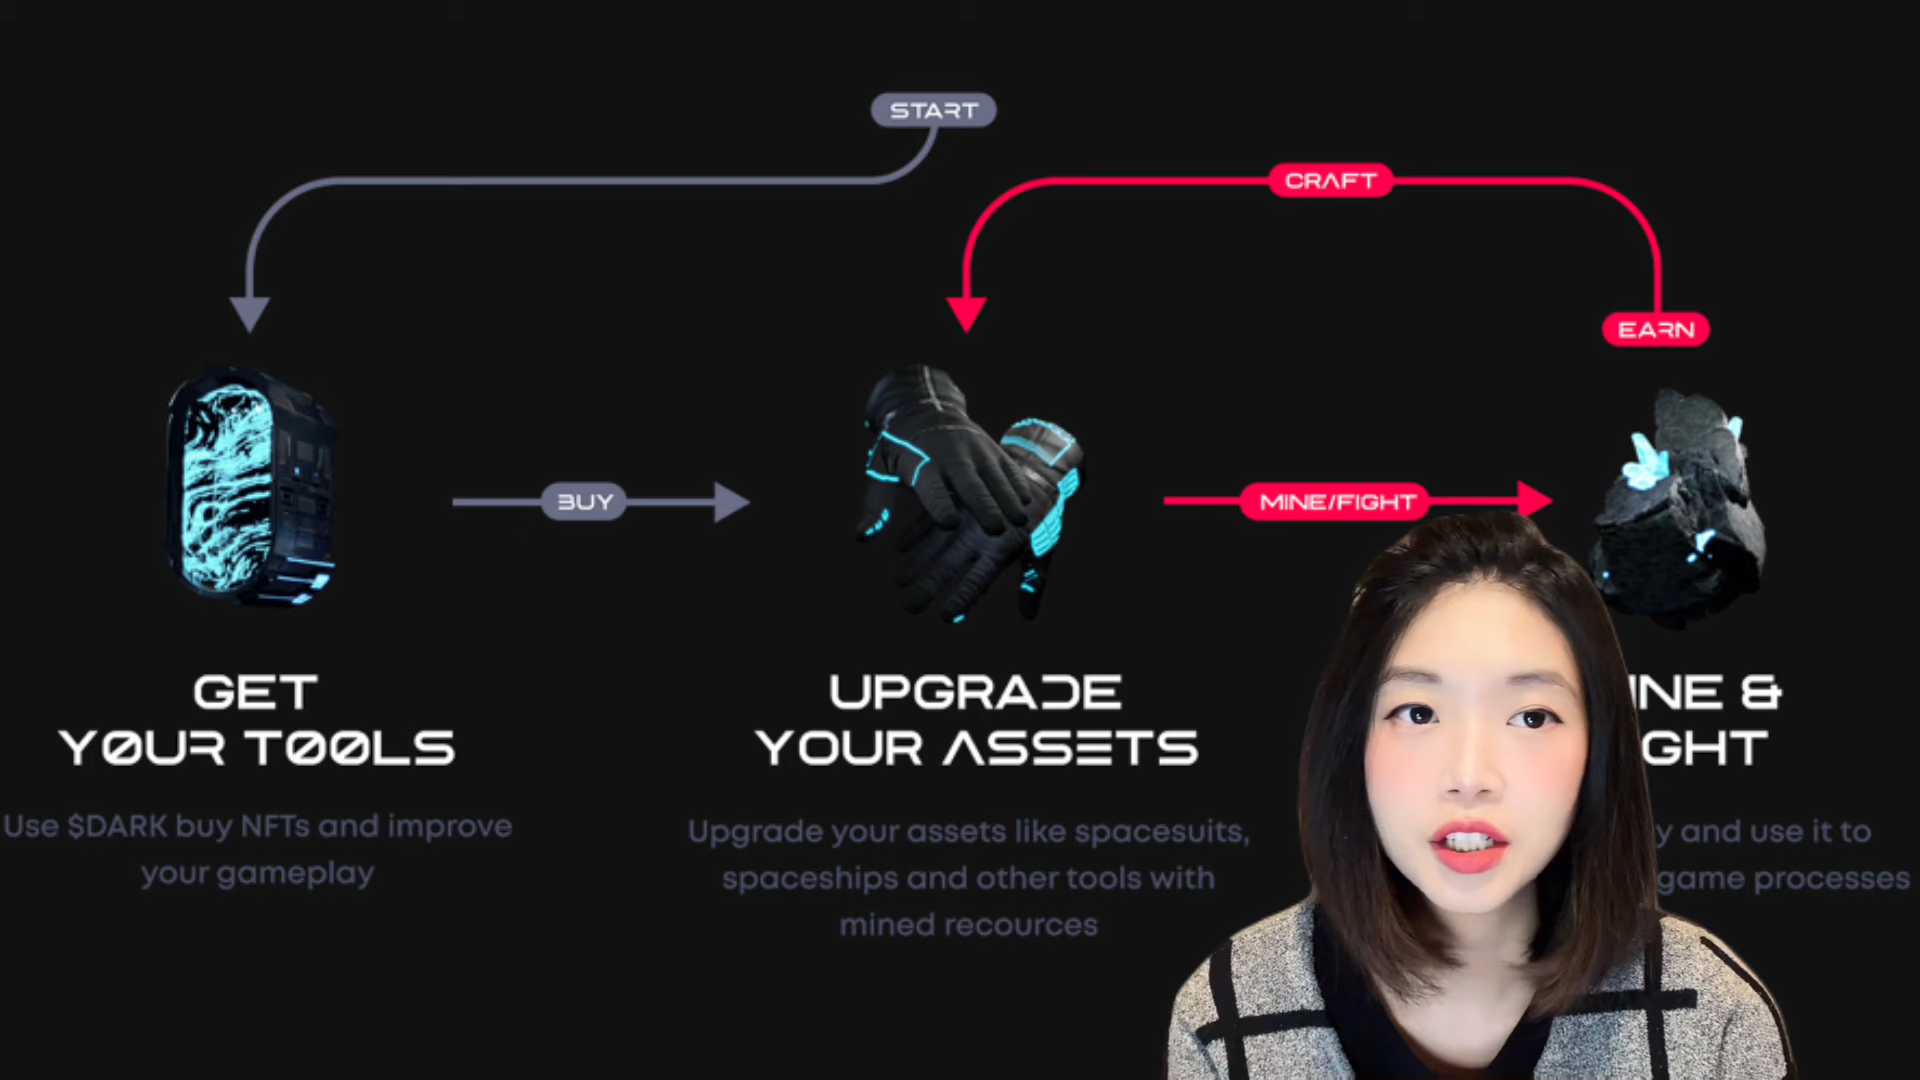 START
CRAFT
EARN
BUY
MINE/FIGHT
GET
YOUR TOOLS
Use $DARK buy NFTs and improve
your gameplay
UPGRADE
YOUR ASSETS
Upgrade your assets like spacesuits,
spaceships and other tools with
mined recources
&
and use it to
game processes